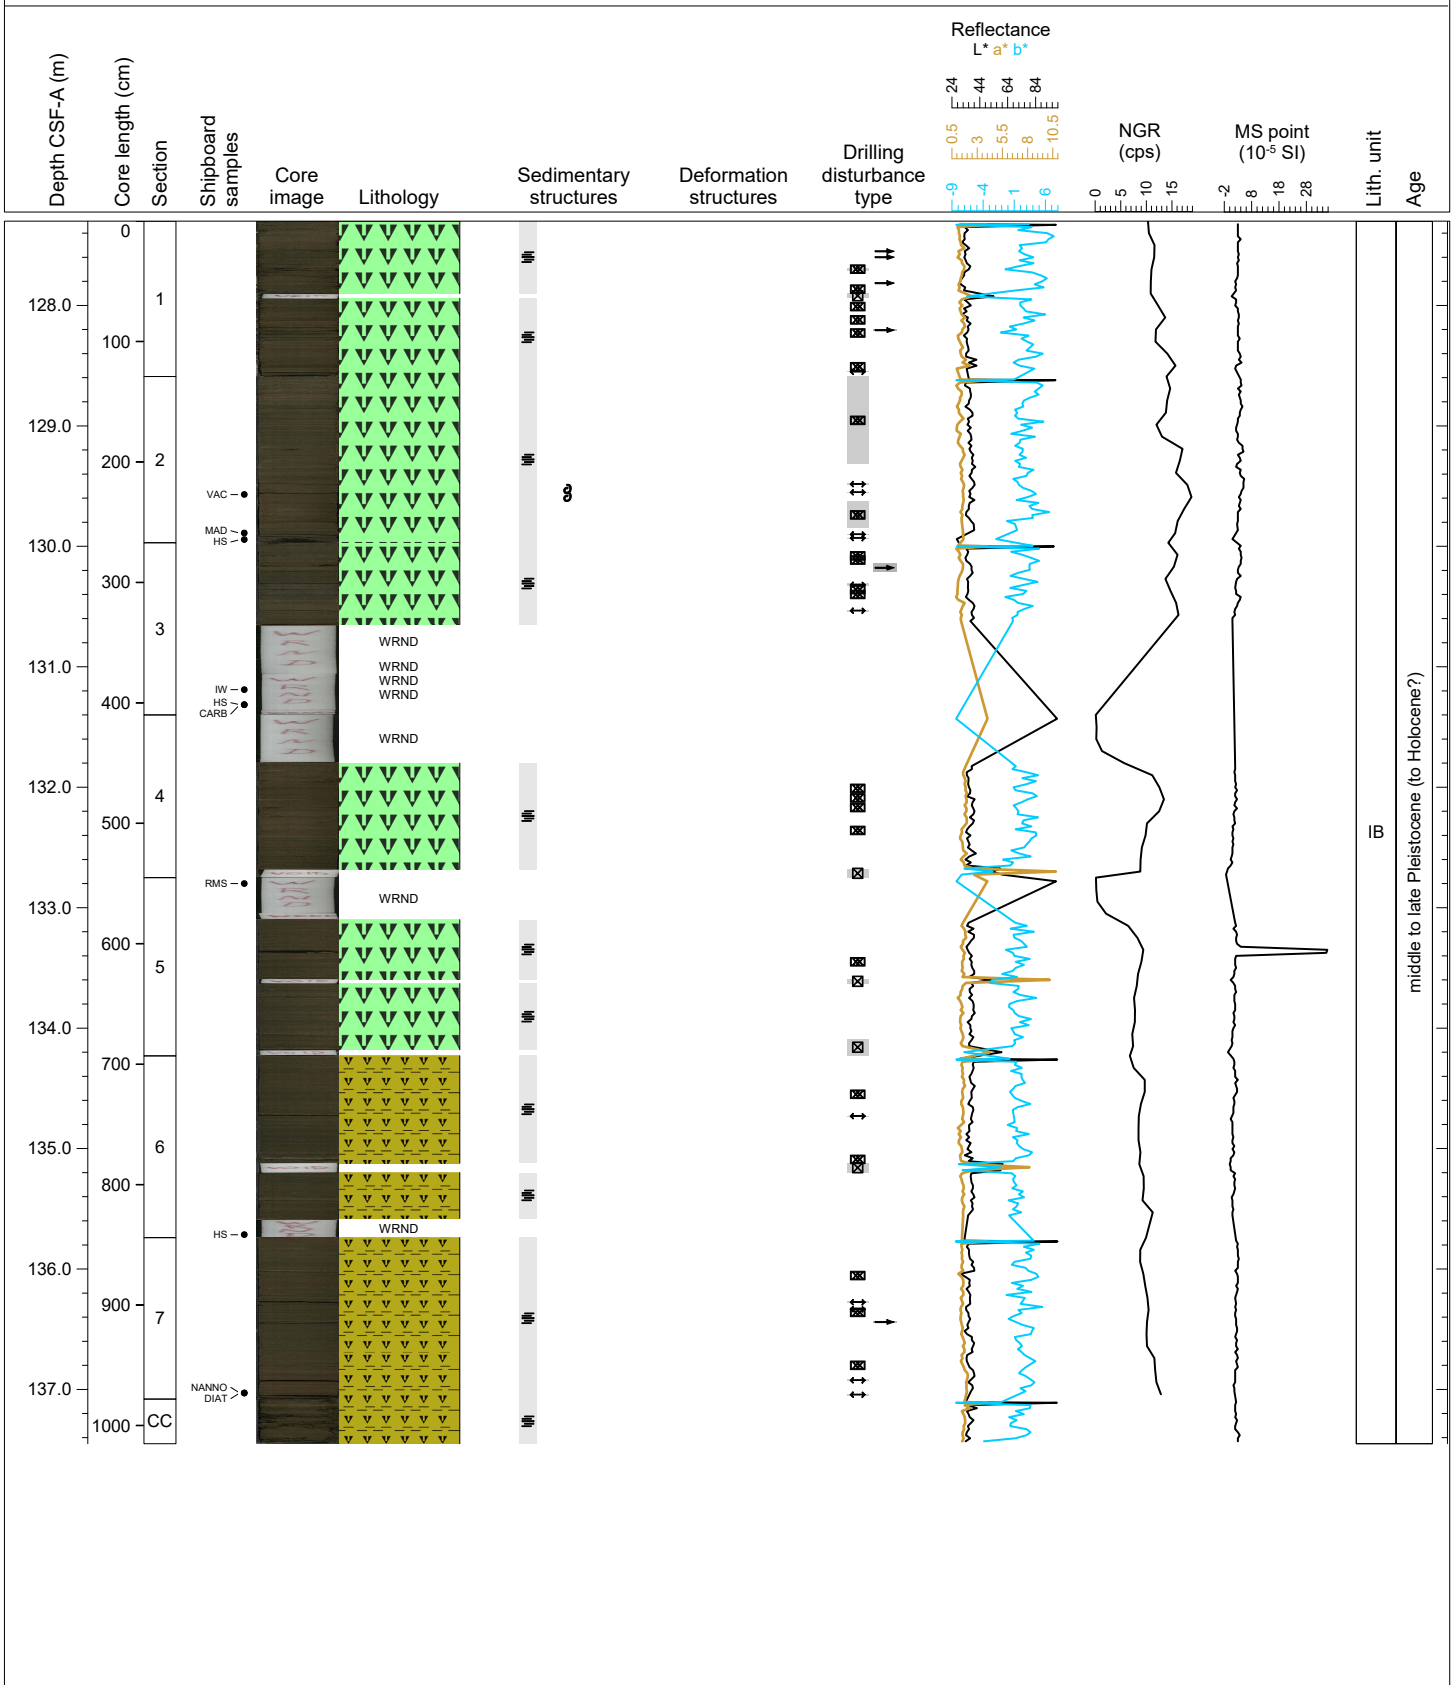 Depth CSF-A (m)
Core length (cm)
Section
Shipboard
samples
Core
image
Lithology
Sedimentary
structures
Deformation
structures
Drilling
disturbance
type
Reflectance
L* a* b*
24 44 64 84
0.5 3 5.5 8 10.5
-9 -4 1 6
NGR
(cps)
0 5 10 15
MS point
(10⁻⁵ SI)
-2 8 18 28
Lith. unit
Age
0
1
128.0
100
129.0
2
200
VAC
MAD
HS
130.0
300
3
WRND
WRND
131.0
WRND
IW
WRND
HS
400
CARB
WRND
132.0
4
500
IB
middle to late Pleistocene (to Holocene?)
RMS
WRND
133.0
600
5
134.0
700
6
135.0
800
HS
WRND
136.0
900
7
NANNO
137.0
DIAT
CC
1000